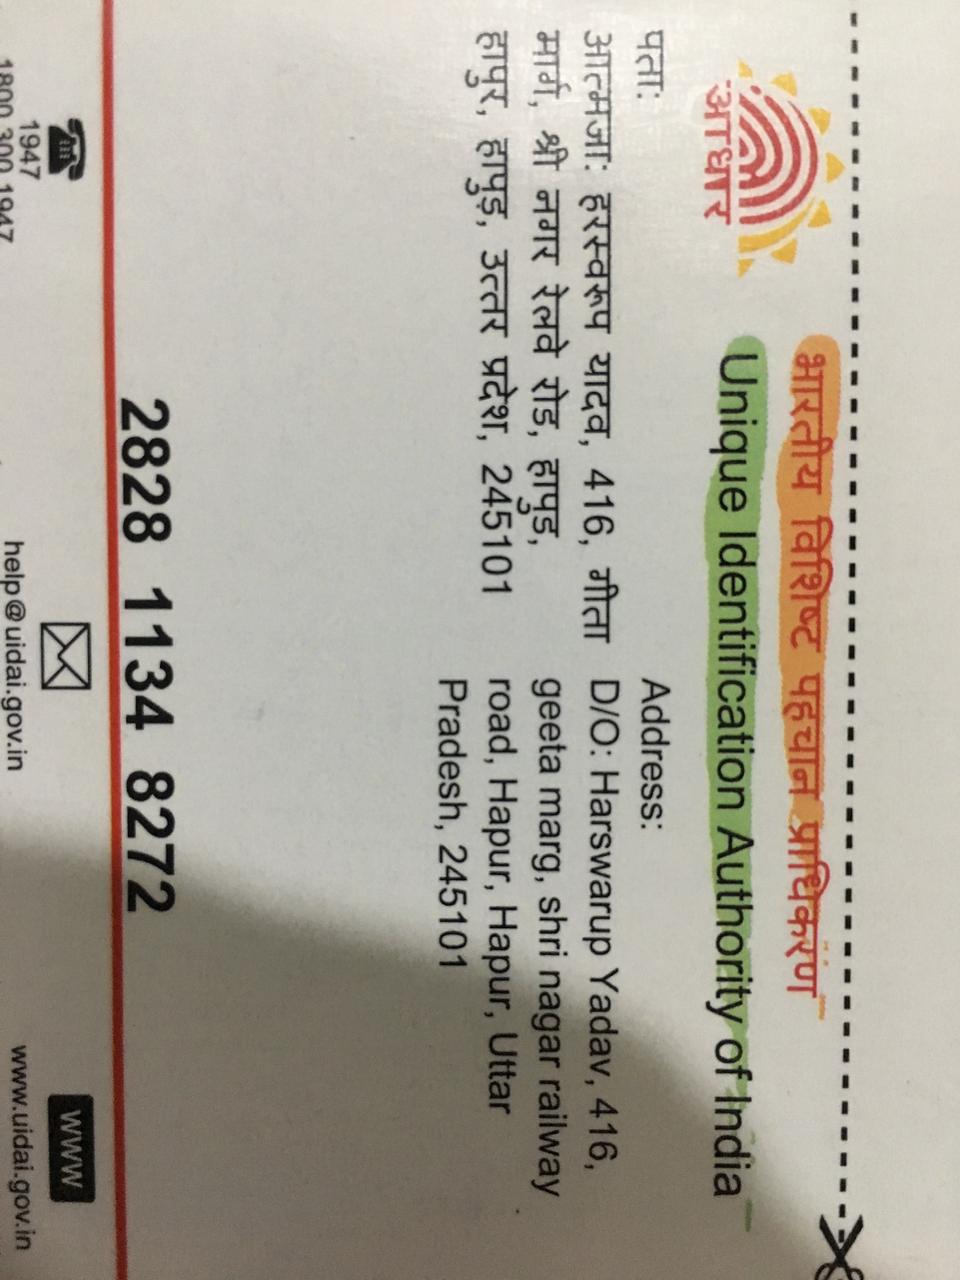 भारतीय विशिष्ट पहचान प्राधिकरण
Unique Identification Authority of India
आधार
पता:
आत्मजा: हरस्वरूप यादव, 416, गीता
मार्ग, श्री नगर रेलवे रोड, हापुड,
हापुर, हापुड़, उत्तर प्रदेश, 245101
Address:
D/O: Harswarup Yadav, 416,
geeta marg, shri nagar railway
road, Hapur, Hapur, Uttar
Pradesh, 245101
2828 1134 8272
1947
1800 300 1947
help@uidai.gov.in
www
www.uidai.gov.in